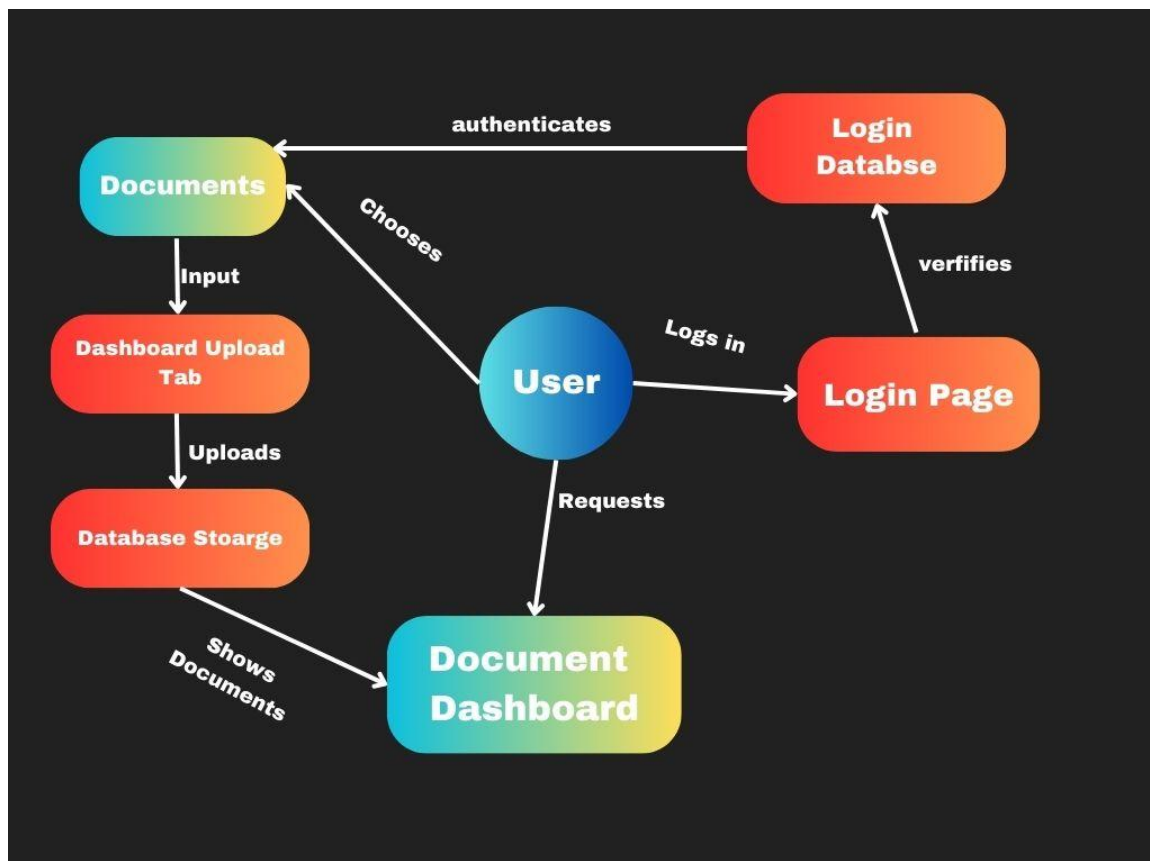 authenticates
Login
Databse
Documents
Chooses
verfifies
Input
Dashboard Upload
Tab
Logs in
User
Login Page
Uploads
Requests
Database Stoarge
Shows
Documents
Document
Dashboard